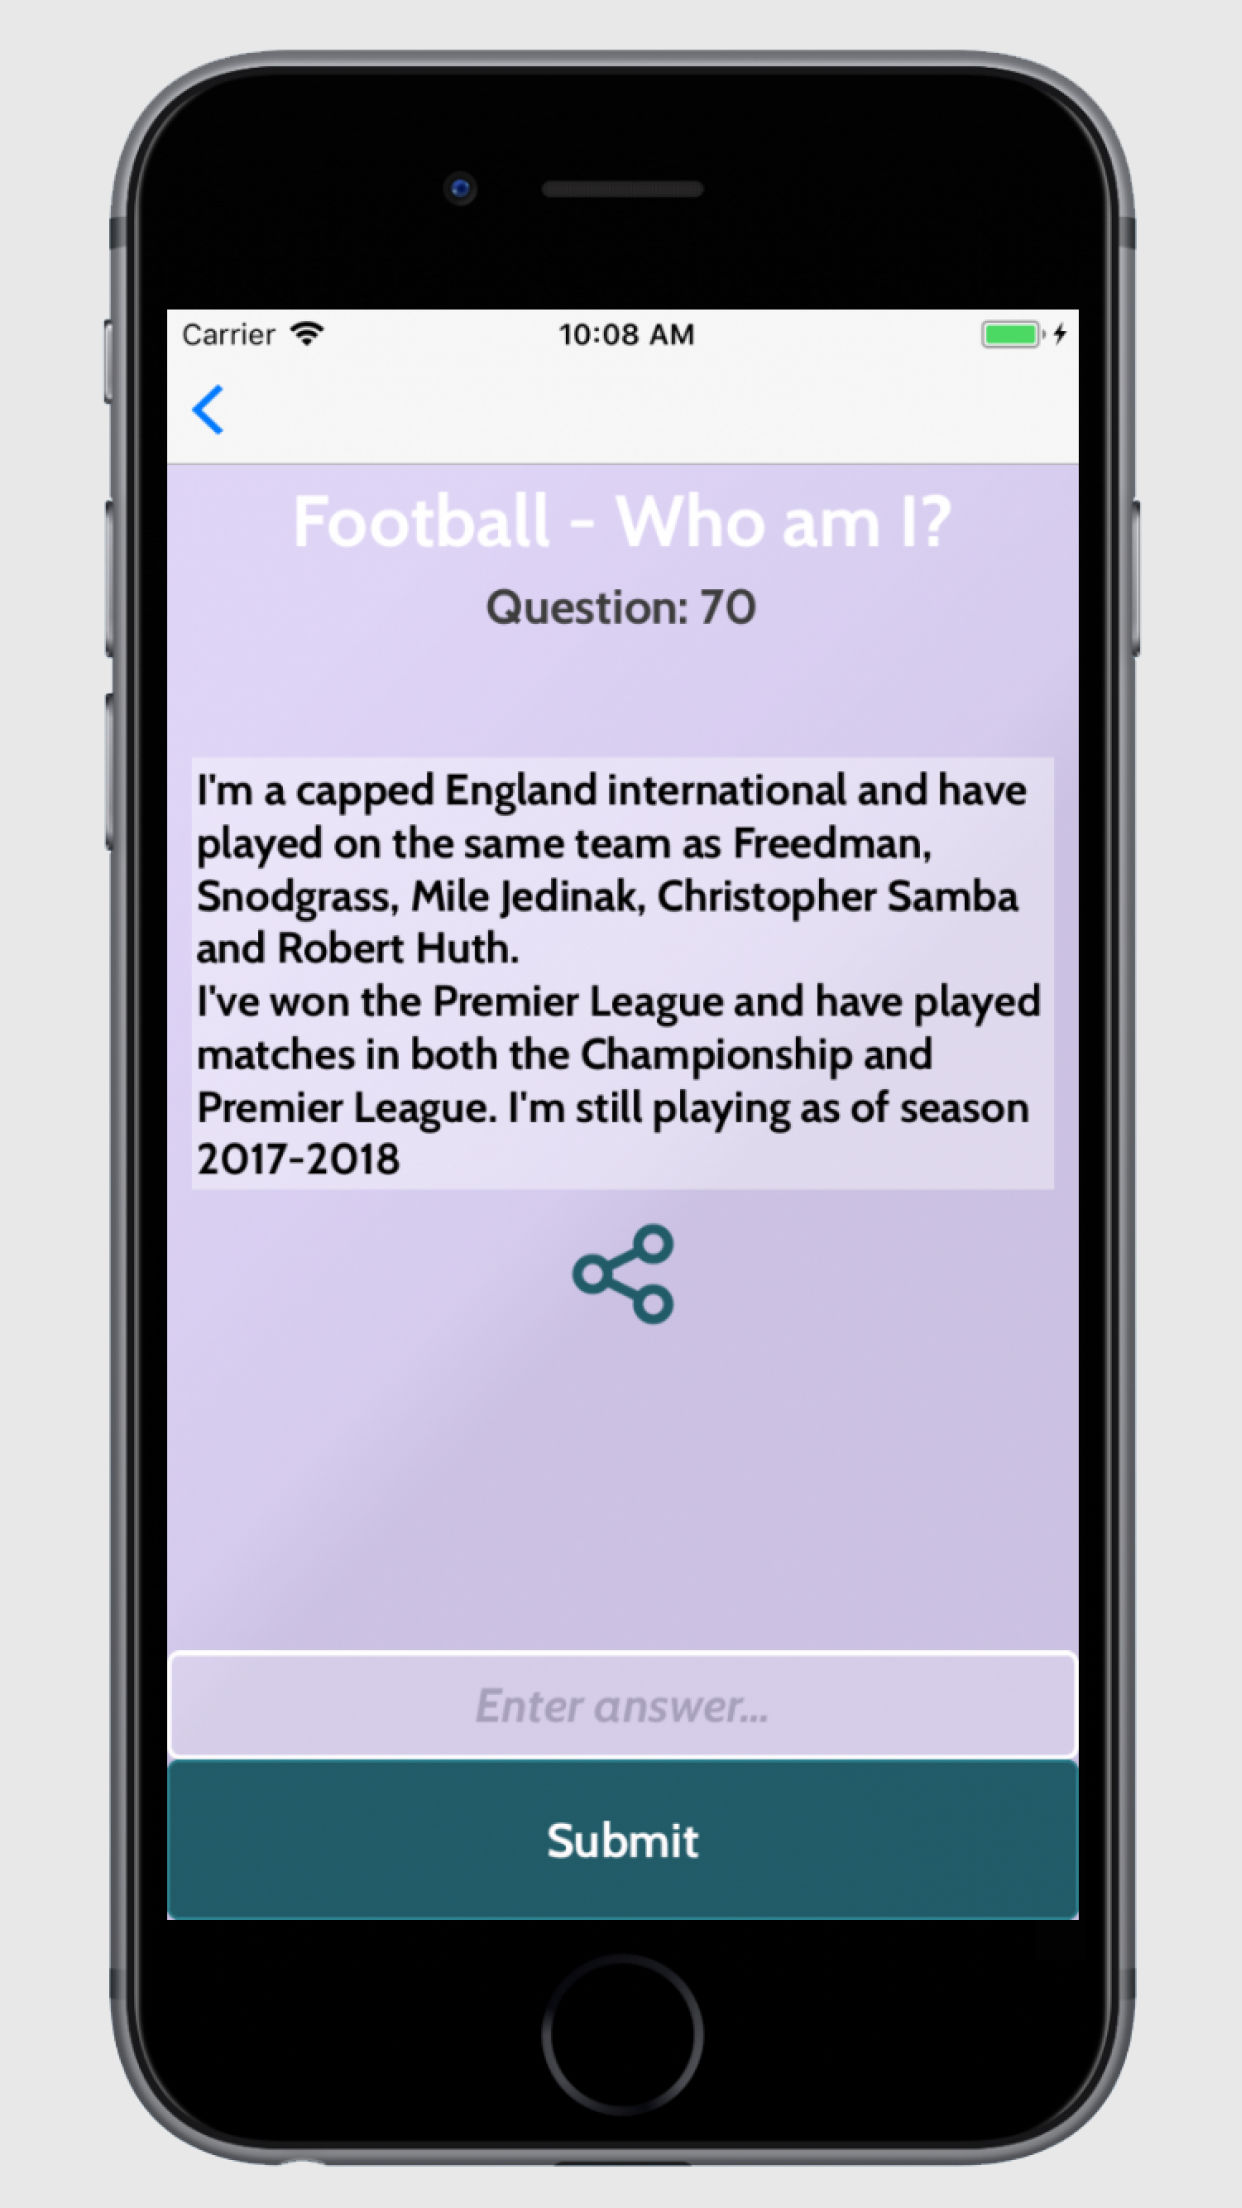 Carrier 10:08 AM
Football - Who am I?
Question: 70
I'm a capped England international and have
played on the same team as Freedman,
Snodgrass, Mile Jedinak, Christopher Samba
and Robert Huth.
I've won the Premier League and have played
matches in both the Championship and
Premier League. I'm still playing as of season
2017-2018
Enter answer...
Submit